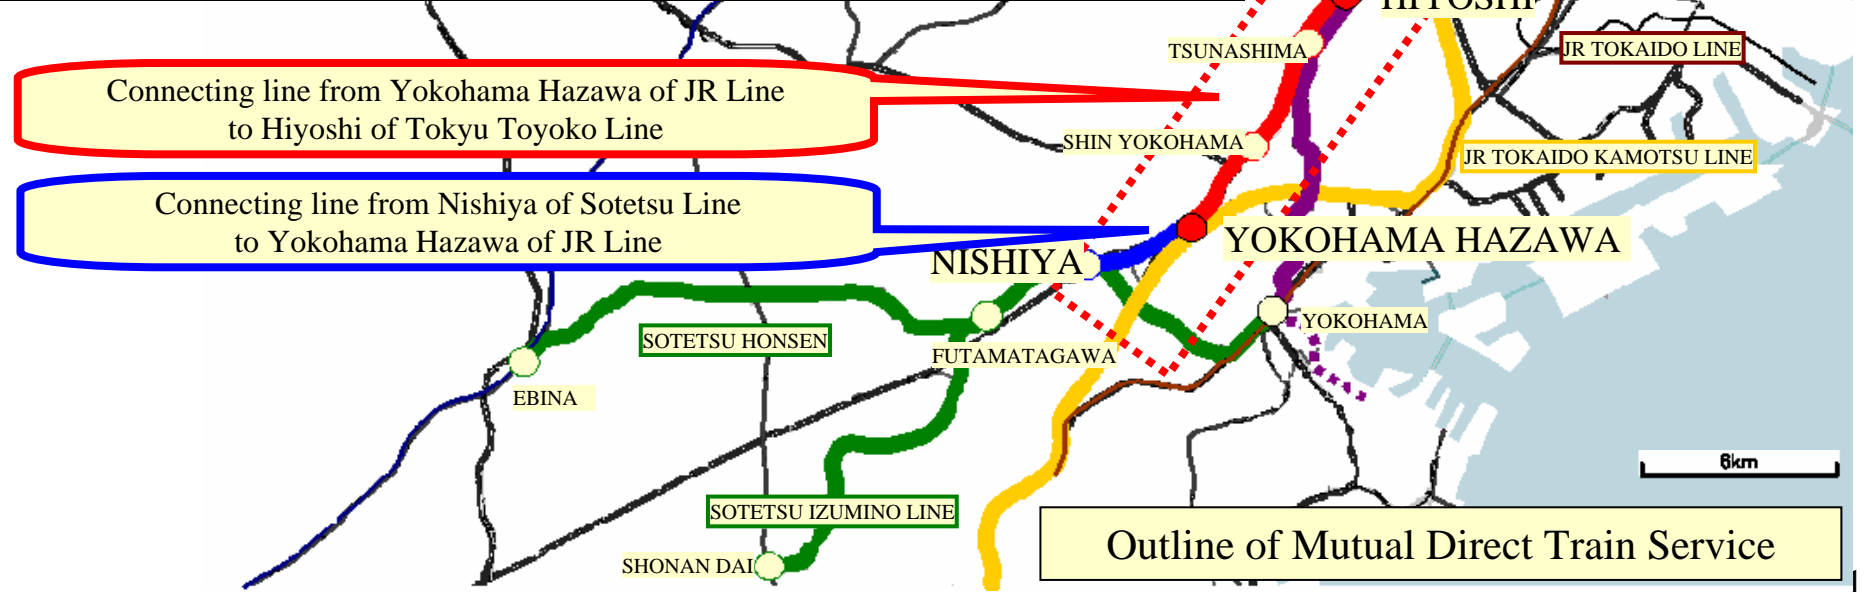 HIYOSHI
TSUNASHIMA
JR TOKAIDO LINE
Connecting line from Yokohama Hazawa of JR Line
to Hiyoshi of Tokyu Toyoko Line
SHIN YOKOHAMA
JR TOKAIDO KAMOTSU LINE
Connecting line from Nishiya of Sotetsu Line
to Yokohama Hazawa of JR Line
YOKOHAMA HAZAWA
NISHIYA
YOKOHAMA
SOTETSU HONSEN
FUTAMATAGAWA
EBINA
6km
SOTETSU IZUMINO LINE
Outline of Mutual Direct Train Service
SHONAN DAI